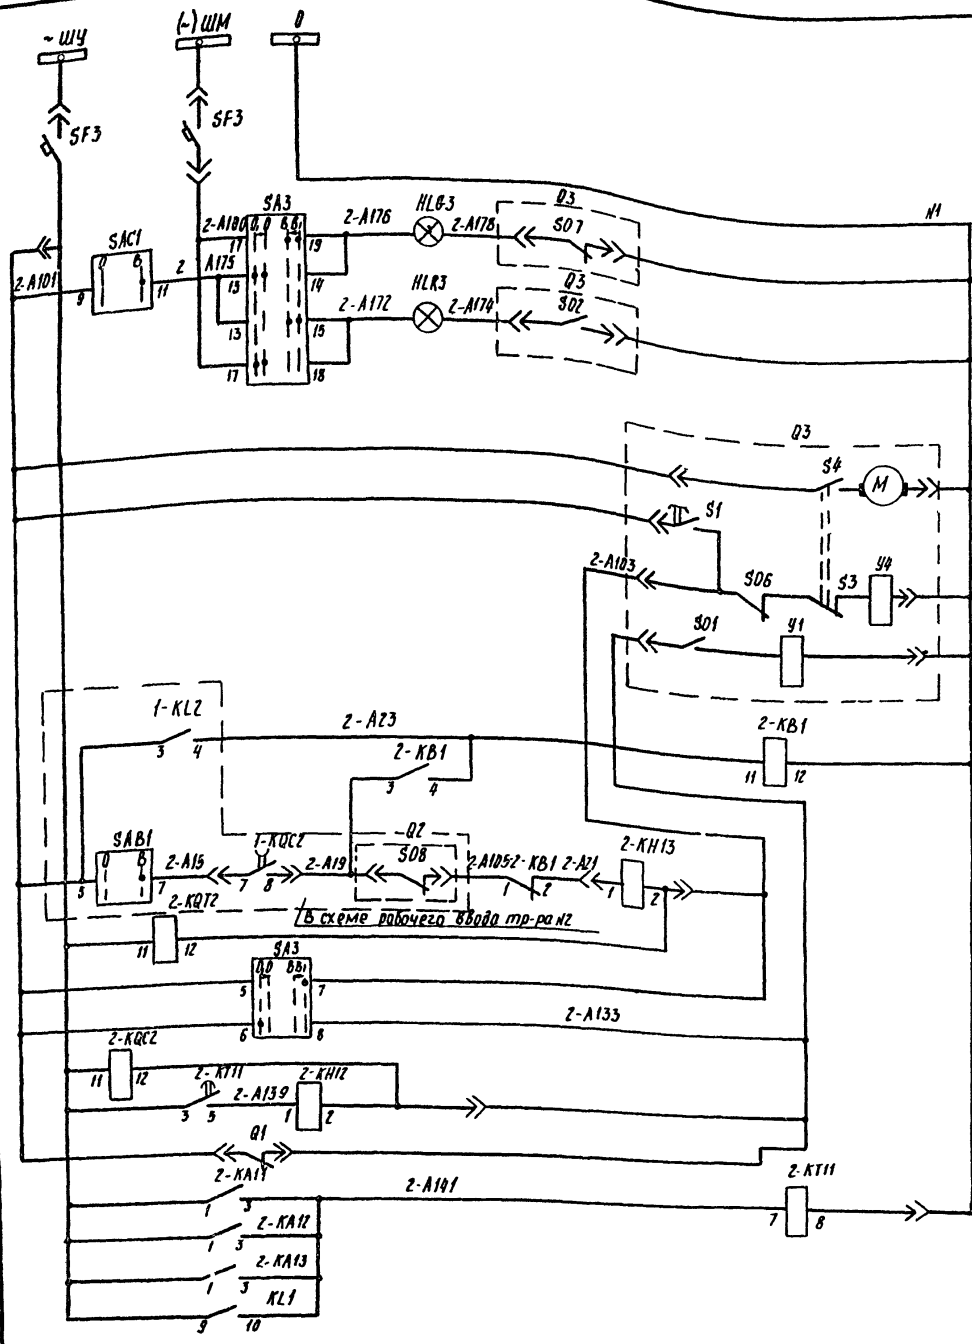 ~ ШУ (~) ШМ 0
SF3 SF3
SA3 HLG3 Q3
2-A180 0,0 B,B1 2-A176 2-A178 SQ7 N1
17 19
SAC1 0 B 2 A175 15 14
2-A101 9 11 HLR3 Q3
2-A172 2-A174 SQ2
13 15
17 18
Q3
S4 M
S1
2-A103 SQ6 S3 У4
SQ1 У1
1-KL2 2-A23 2-KB1
3 4 2-KB1 11 12
3 4
SAB1 1-KQC2 Q2 2-KH13
0 B 2-A15 2-A19 SQ8 2-A105 2-KB1 2-A21
5 7 7 8 1 2 1 2
2-KQT2
В схеме рабочего ввода тр-ра N2
11 12
SA3
0,0 B B1
5 7
2-A133
6 8
2-KQC2
11 12 2-KT11 2-KH12
2-A139
3 5 1 2
Q1
2-KA11 2-A141 2-KT11
1 3 7 8
2-KA12
1 3
2-KA13
1 3
KL1
9 10